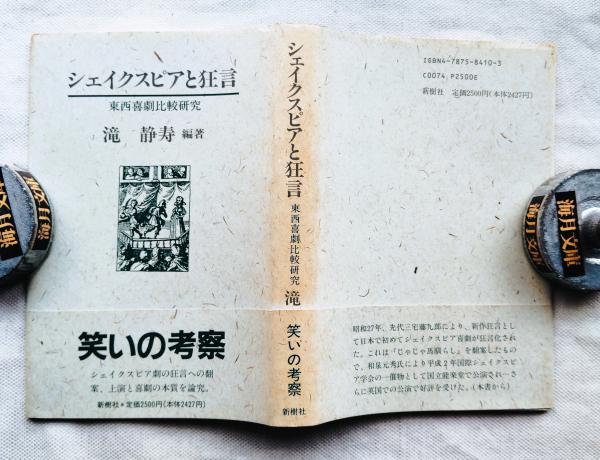 シェイクスピアと狂言
東西喜劇比較研究
滝 静寿 編著
笑いの考察
シェイクスピア劇の狂言への翻
案、上演と喜劇の本質を論究。
新樹社•定価2500円(本体2427円)
シェイクスピアと狂言 東西喜劇比較研究 滝
笑いの考察
新樹社
ISBN4-7875-8410-3
C0074 P2500E
新樹社 定価2500円(本体2427円)
昭和27年、先代三宅藤九郎により、新作狂言とし
て日本で初めてシェイクスピア喜劇が狂言化され
た。これは『じゃじゃ馬馴らし』を翻案したもの
で、和泉元秀氏により平成2年国際シェイクスピ
ア学会の一催物として国立能楽堂で公演され―さ
らに英国での公演で好評を受けた。(本書から)
海月文庫
海月文庫